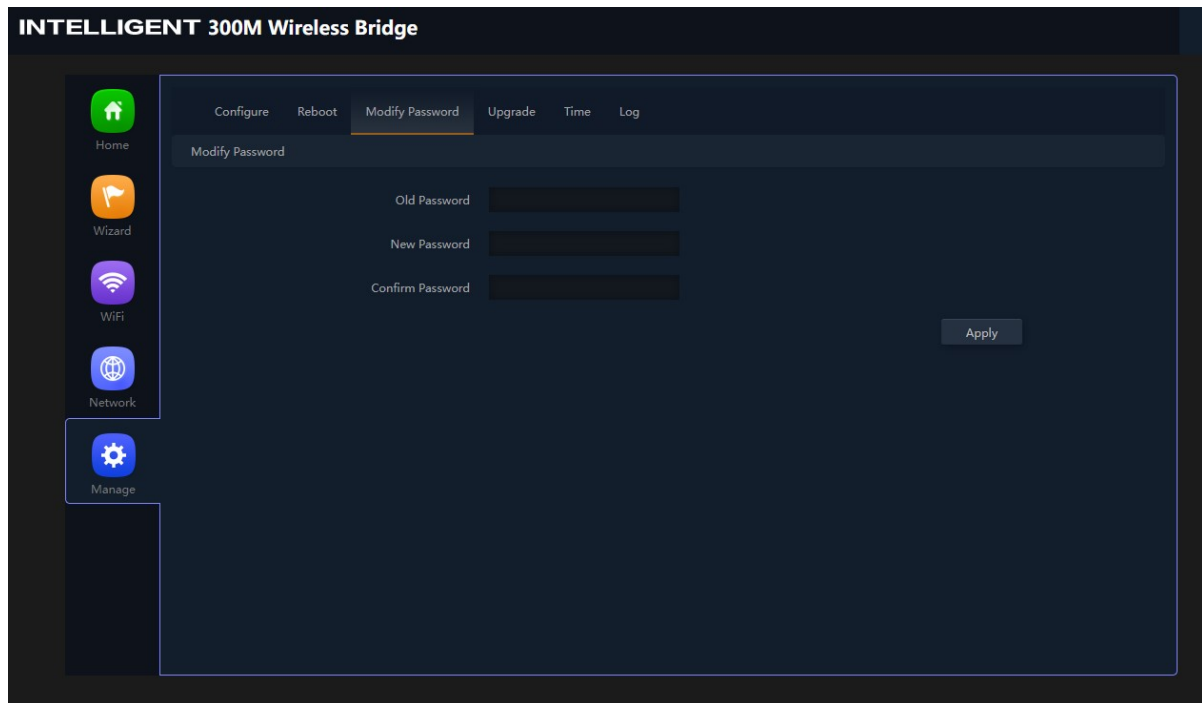 INTELLIGENT 300M Wireless Bridge
Home
Wizard
WiFi
Network
Manage
Configure Reboot Modify Password Upgrade Time Log
Modify Password
Old Password
New Password
Confirm Password
Apply